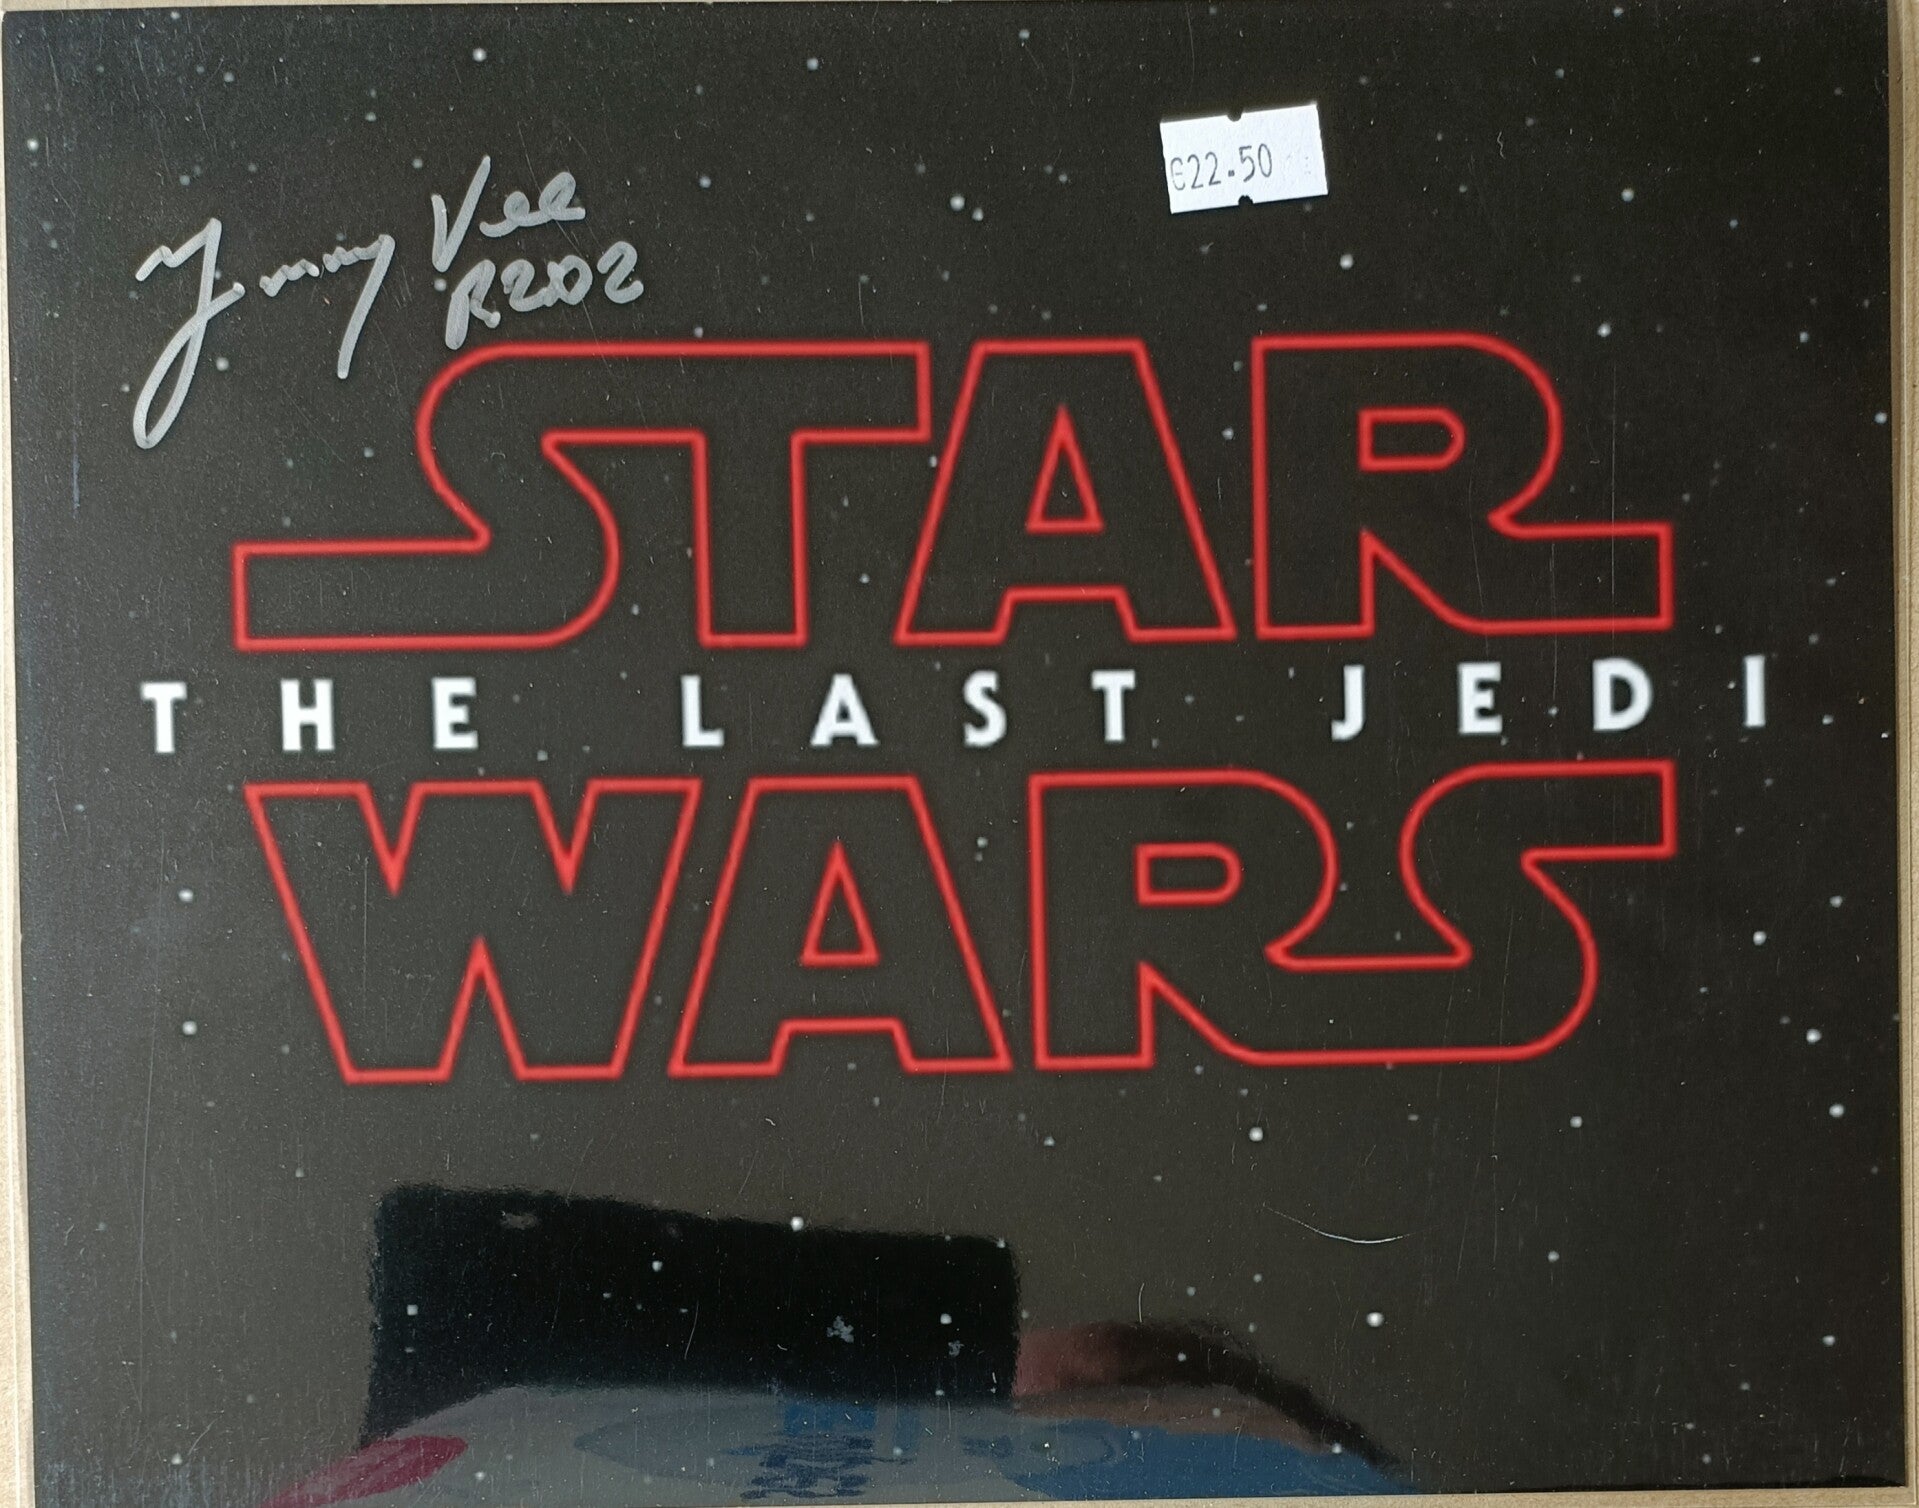 Jimmy Vee
R2D2
€22.50
STAR
THE LAST JEDI
WARS